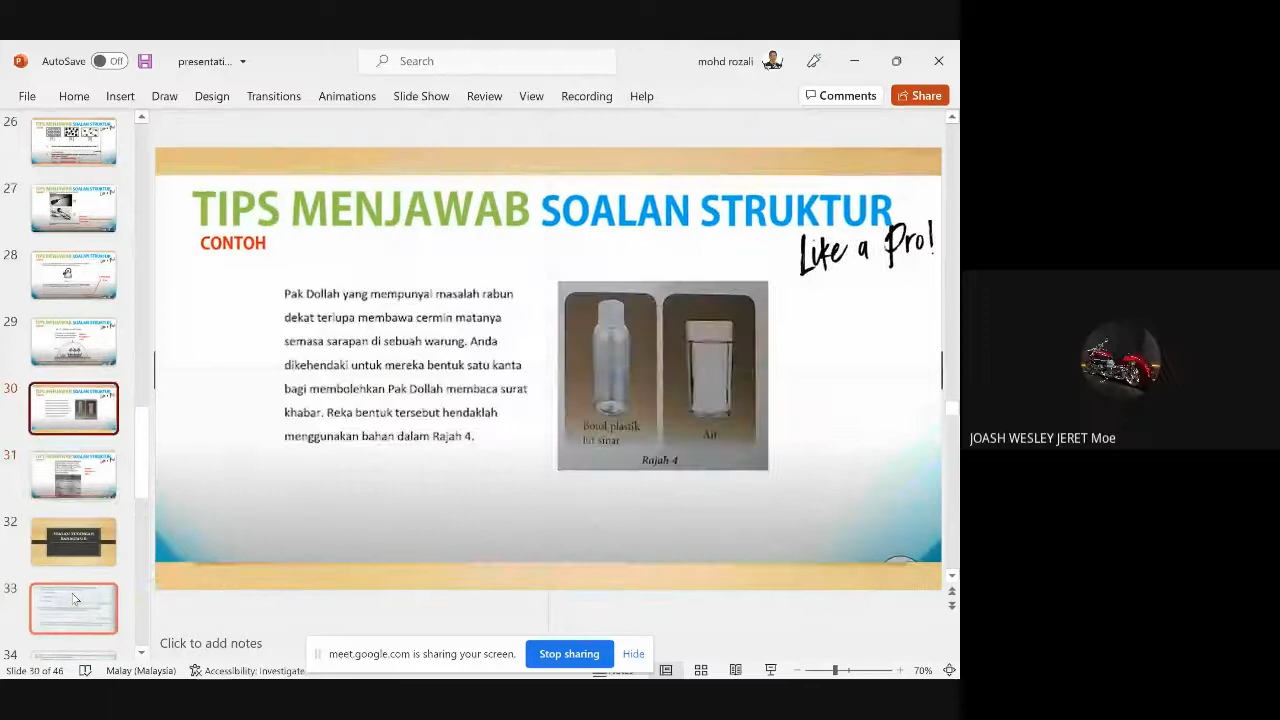 AutoSave Off presentati... Search mohd rozali
File Home Insert Draw Design Transitions Animations Slide Show Review View Recording Help Comments Share
26
27
28
29
30
31
32
33
34
TIPS MENJAWAB SOALAN STRUKTUR
CONTOH
Like a Pro!
Pak Dollah yang mempunyai masalah rabun
dekat terlupa membawa cermin matanya
semasa sarapan di sebuah warung. Anda
dikehendaki untuk mereka bentuk satu kanta
bagi membolehkan Pak Dollah membaca surat
khabar. Reka bentuk tersebut hendaklah
menggunakan bahan dalam Rajah 4.
Botol plastik
lut sinar
Air
Rajah 4
JOASH WESLEY JERET Moe
Click to add notes
meet.google.com is sharing your screen. Stop sharing Hide
Slide 30 of 46 Malay (Malaysia) Accessibility: Investigate 70%